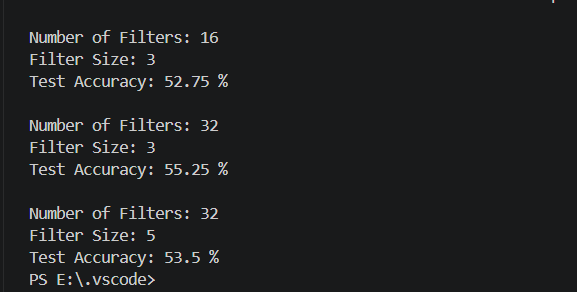 Number of Filters: 16
Filter Size: 3
Test Accuracy: 52.75 %
Number of Filters: 32
Filter Size: 3
Test Accuracy: 55.25 %
Number of Filters: 32
Filter Size: 5
Test Accuracy: 53.5 %
PS E:\.vscode>